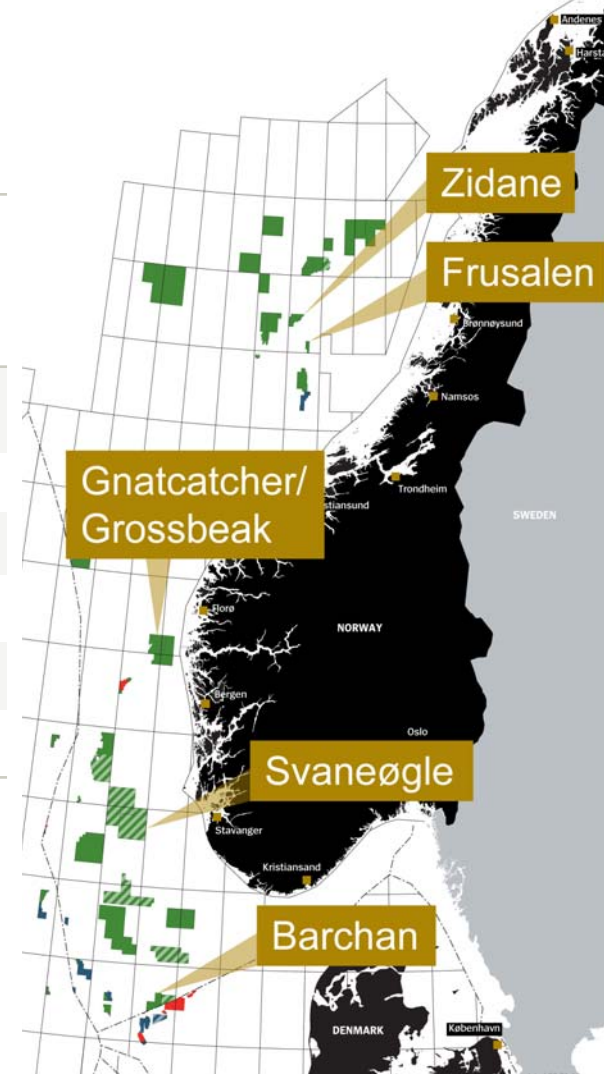 Andenes
Harsta
Zidane
Frusalen
Brønnøysund
Namsos
Gnatcatcher/
Grossbeak
Trondheim
stiansund
SWEDEN
Florø
NORWAY
Bergen
Oslo
Svaneøgle
Stavanger
Kristiansand
Barchan
DENMARK
København